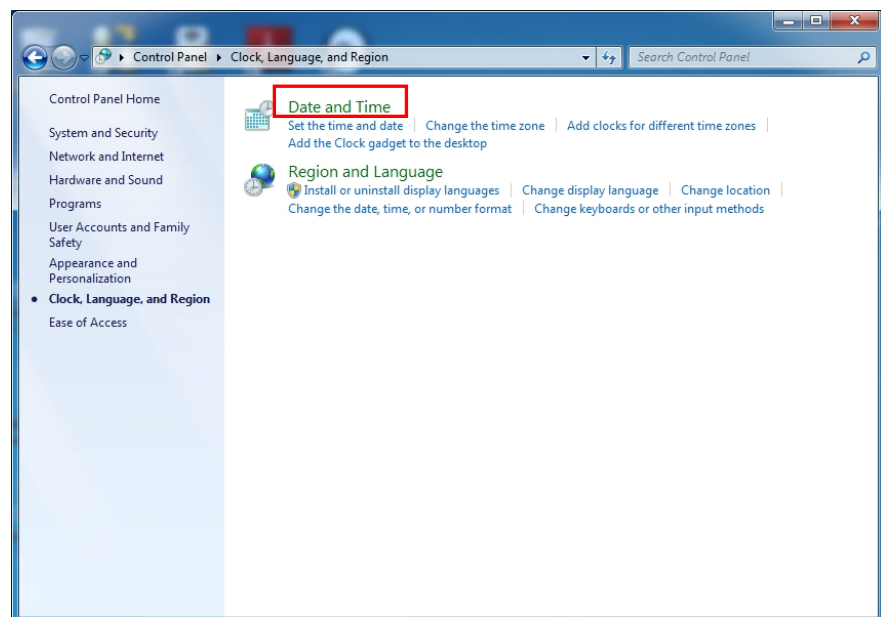 Control Panel ▸ Clock, Language, and Region
Search Control Panel
Control Panel Home
System and Security
Network and Internet
Hardware and Sound
Programs
User Accounts and Family
Safety
Appearance and
Personalization
Clock, Language, and Region
Ease of Access
Date and Time
Set the time and date | Change the time zone | Add clocks for different time zones
Add the Clock gadget to the desktop
Region and Language
Install or uninstall display languages | Change display language | Change location
Change the date, time, or number format | Change keyboards or other input methods